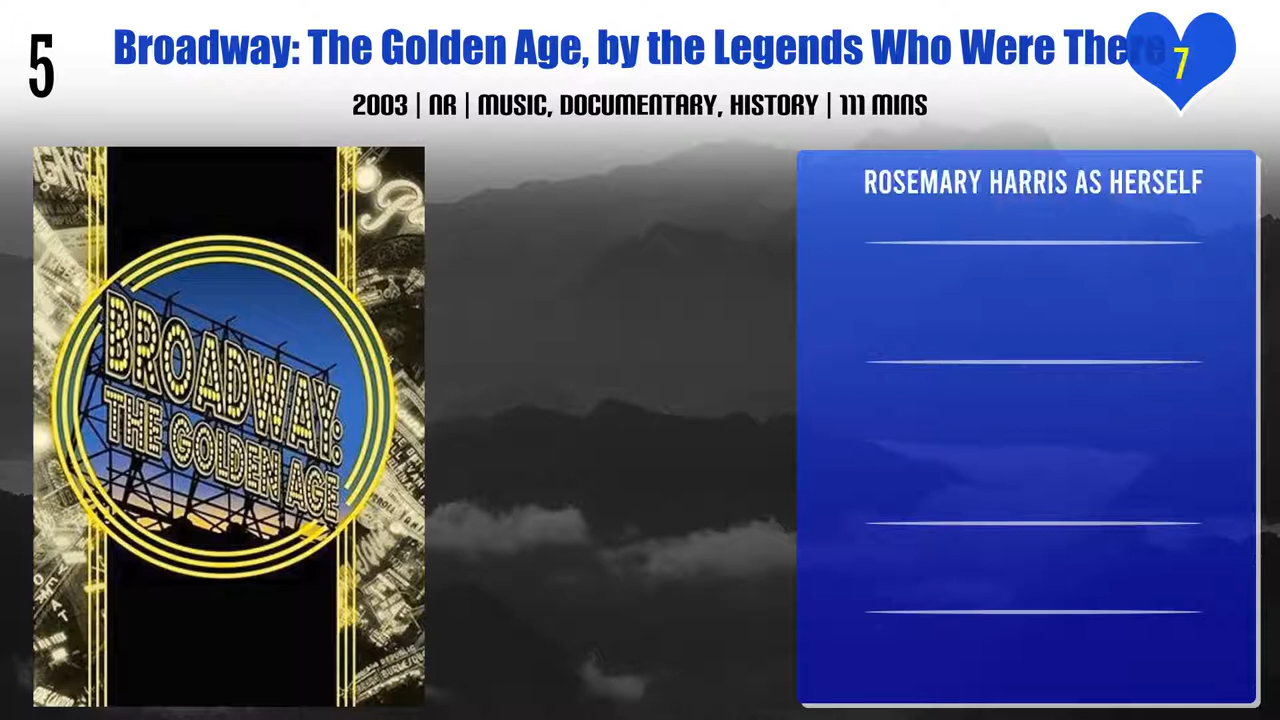 5
Broadway: The Golden Age, by the Legends Who Were There
7
2003 | NR | MUSIC, DOCUMENTARY, HISTORY | 111 MINS
ROSEMARY HARRIS AS HERSELF
BROADWAY:
THE GOLDEN AGE